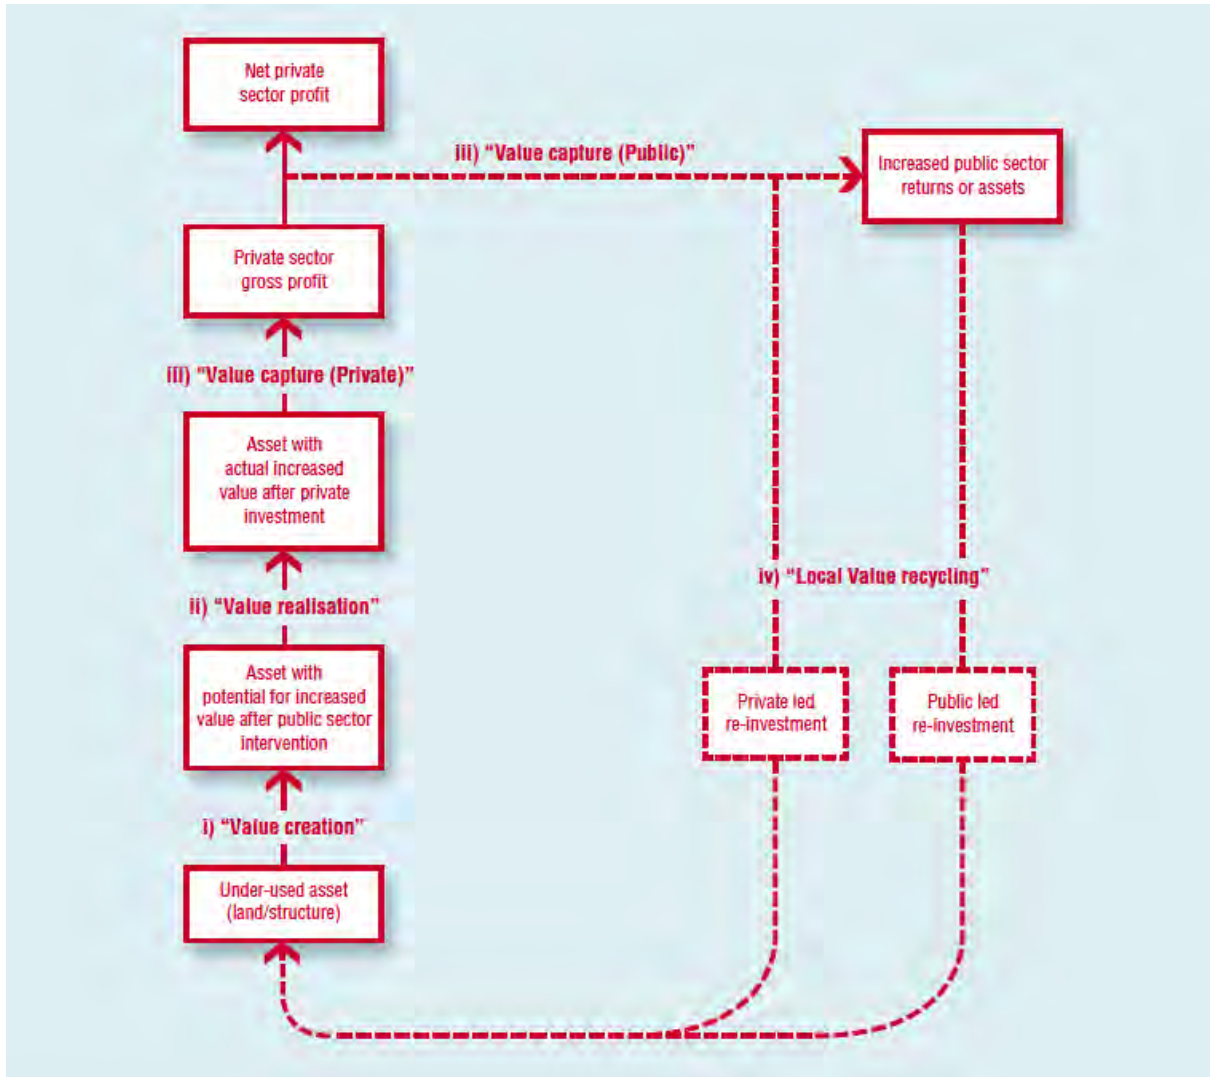 Net private
sector profit
iii) “Value capture (Public)”
Increased public sector
returns or assets
Private sector
gross profit
iii) “Value capture (Private)”
Asset with
actual increased
value after private
investment
iv) “Local Value recycling”
ii) “Value realisation”
Asset with
potential for increased
value after public sector
intervention
Private led
re-investment
Public led
re-investment
i) “Value creation”
Under-used asset
(land/structure)